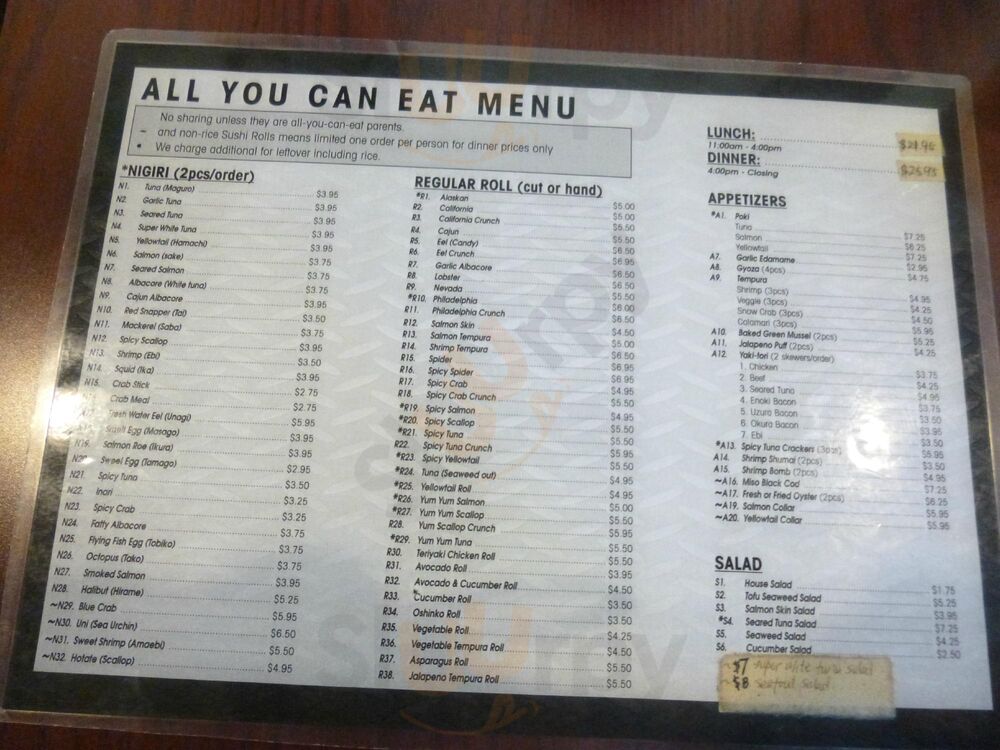 ALL YOU CAN EAT MENU
No sharing unless they are all-you-can-eat parents.
~ and non-rice Sushi Rolls means limited one order per person for dinner prices only
* We charge additional for leftover including rice.
*NIGIRI (2pcs/order)
N1. Tuna (Maguro) $3.95
N2. Garlic Tuna $3.95
N3. Seared Tuna $3.95
N4. Super White Tuna $3.95
N5. Yellowtail (Hamachi) $3.95
N6. Salmon (sake) $3.75
N7. Seared Salmon $3.75
N8. Albacore (White tuna) $3.75
N9. Cajun Albacore $3.95
N10. Red Snapper (Tai) $3.50
N11. Mackerel (Saba) $3.75
N12. Spicy Scallop $3.95
N13. Shrimp (Ebi) $3.50
N14. Squid (Ika) $3.95
N15. Crab Stick $2.75
Crab Meal $2.75
Fresh Water Eel (Unagi) $5.95
Smelt Egg (Masago) $3.95
N19. Salmon Roe (Ikura) $3.95
N20. Sweet Egg (Tamago) $2.95
N21. Spicy Tuna $3.50
N22. Inari $3.25
N23. Spicy Crab $3.25
N24. Fatty Albacore $3.75
N25. Flying Fish Egg (Tobiko) $3.75
N26. Octopus (Tako) $3.75
N27. Smoked Salmon $3.95
N28. Halibut (Hirame) $5.25
~N29. Blue Crab $5.95
~N30. Uni (Sea Urchin) $6.50
~N31. Sweet Shrimp (Amaebi) $5.50
~N32. Hotate (Scallop) $4.95
REGULAR ROLL (cut or hand)
*R1. Alaskan $5.00
R2. California $5.00
R3. California Crunch $5.50
R4. Cajun $5.50
R5. Eel (Candy) $6.50
R6. Eel Crunch $6.95
R7. Garlic Albacore $6.50
R8. Lobster $6.50
R9. Nevada $5.50
*R10. Philadelphia $6.00
R11. Philadelphia Crunch $6.50
R12. Salmon Skin $4.50
R13. Salmon Tempura $5.00
R14. Shrimp Tempura $6.50
R15. Spider $6.95
R16. Spicy Spider $6.95
R17. Spicy Crab $4.95
R18. Spicy Crab Crunch $5.50
*R19. Spicy Salmon $4.95
*R20. Spicy Scallop $5.50
*R21. Spicy Tuna $4.95
R22. Spicy Tuna Crunch $5.95
*R23. Spicy Yellowtail $5.50
*R24. Tuna (Seaweed out) $4.95
*R25. Yellowtail Roll $4.95
*R26. Yum Yum Salmon $5.00
*R27. Yum Yum Scallop $5.50
R28. Yum Scallop Crunch $5.95
*R29. Yum Yum Tuna $5.50
R30. Teriyaki Chicken Roll $5.50
R31. Avocado Roll $3.95
R32. Avocado & Cucumber Roll $4.50
R33. Cucumber Roll $3.50
R34. Oshinko Roll $3.50
R35. Vegetable Roll $4.25
R36. Vegetable Tempura Roll $4.50
R37. Asparagus Roll $5.50
R38. Jalapeno Tempura Roll $5.50
LUNCH:
11:00am - 4:00pm
DINNER:
4:00pm - Closing
APPETIZERS
*A1. Poki
Tuna $7.25
Salmon $6.25
Yellowtail $7.25
A7. Garlic Edamame $2.95
A8. Gyoza (4pcs) $4.75
A9. Tempura
Shrimp (3pcs) $4.95
Veggie (3pcs) $4.25
Snow Crab (3pcs) $4.50
Calamari (3pcs) $5.95
A10. Baked Green Mussel (2pcs) $5.25
A11. Jalapeno Puff (2pcs) $4.25
A12. Yaki-tori (2 skewers/order)
1. Chicken $3.75
2. Beef $4.25
3. Seared Tuna $4.95
4. Enoki Bacon $3.75
5. Uzura Bacon $3.50
6. Okura Bacon $3.50
7. Ebi $3.50
*A13. Spicy Tuna Crackers (3pcs) $5.95
A14. Shrimp Shumai (2pcs) $3.50
A15. Shrimp Bomb (2pcs) $4.95
~A16. Miso Black Cod $7.25
~A17. Fresh or Fried Oyster (2pcs) $6.25
~A19. Salmon Collar $5.95
~A20. Yellowtail Collar $5.95
SALAD
S1. House Salad $1.75
S2. Tofu Seaweed Salad $5.25
S3. Salmon Skin Salad $3.95
*S4. Seared Tuna Salad $7.25
S5. Seaweed Salad $4.25
S6. Cucumber Salad $2.50
tuna salad
seafood salad